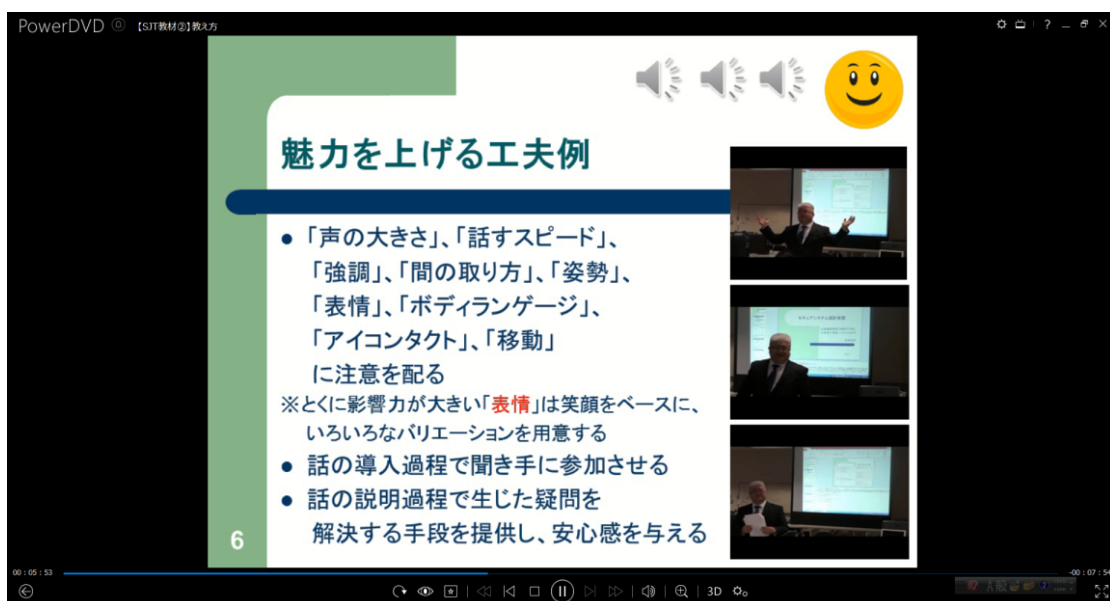 PowerDVD
【SJT教材②】教え方
魅力を上げる工夫例
●「声の大きさ」、「話すスピード」、
「強調」、「間の取り方」、「姿勢」、
「表情」、「ボディランゲージ」、
「アイコンタクト」、「移動」
に注意を配る
※とくに影響力が大きい「表情」は笑顔をベースに、
いろいろなバリエーションを用意する
● 話の導入過程で聞き手に参加させる
● 話の説明過程で生じた疑問を
解決する手段を提供し、安心感を与える
6
00:05:53
-00:07:54
3D